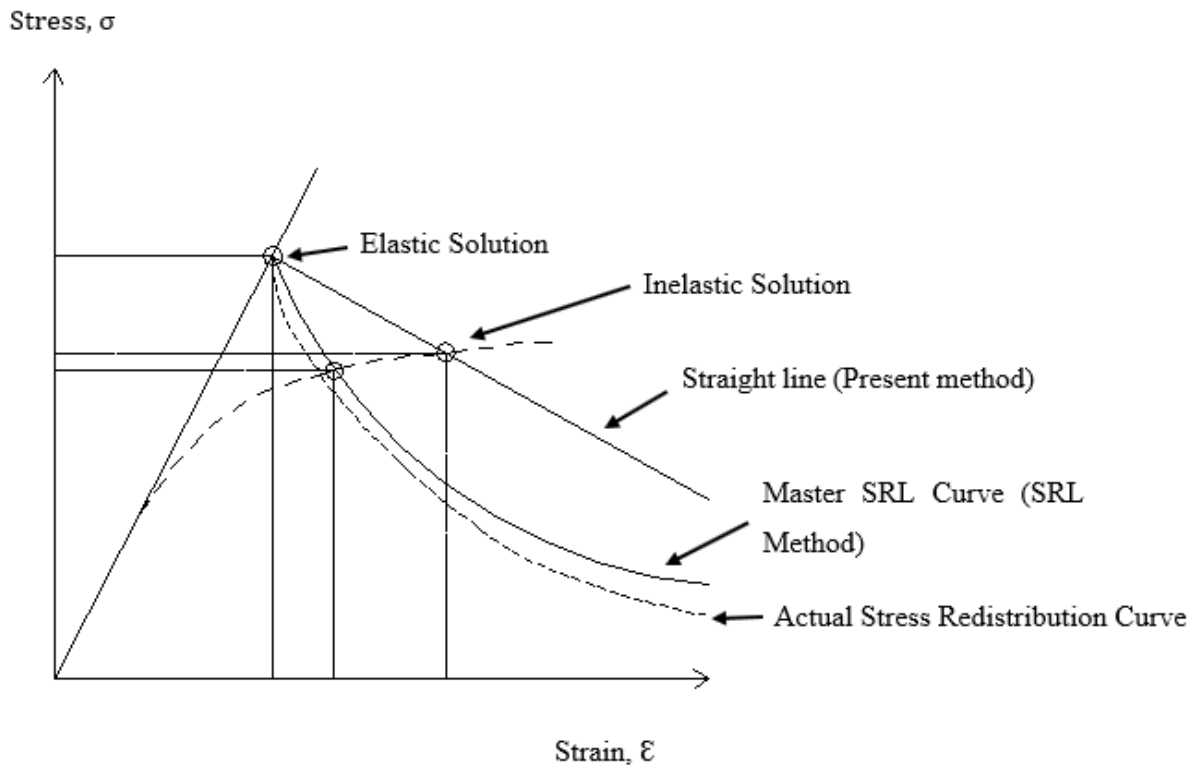 Stress, σ
Elastic Solution
Inelastic Solution
Straight line (Present method)
Master SRL Curve (SRL
Method)
Actual Stress Redistribution Curve
Strain, Ɛ